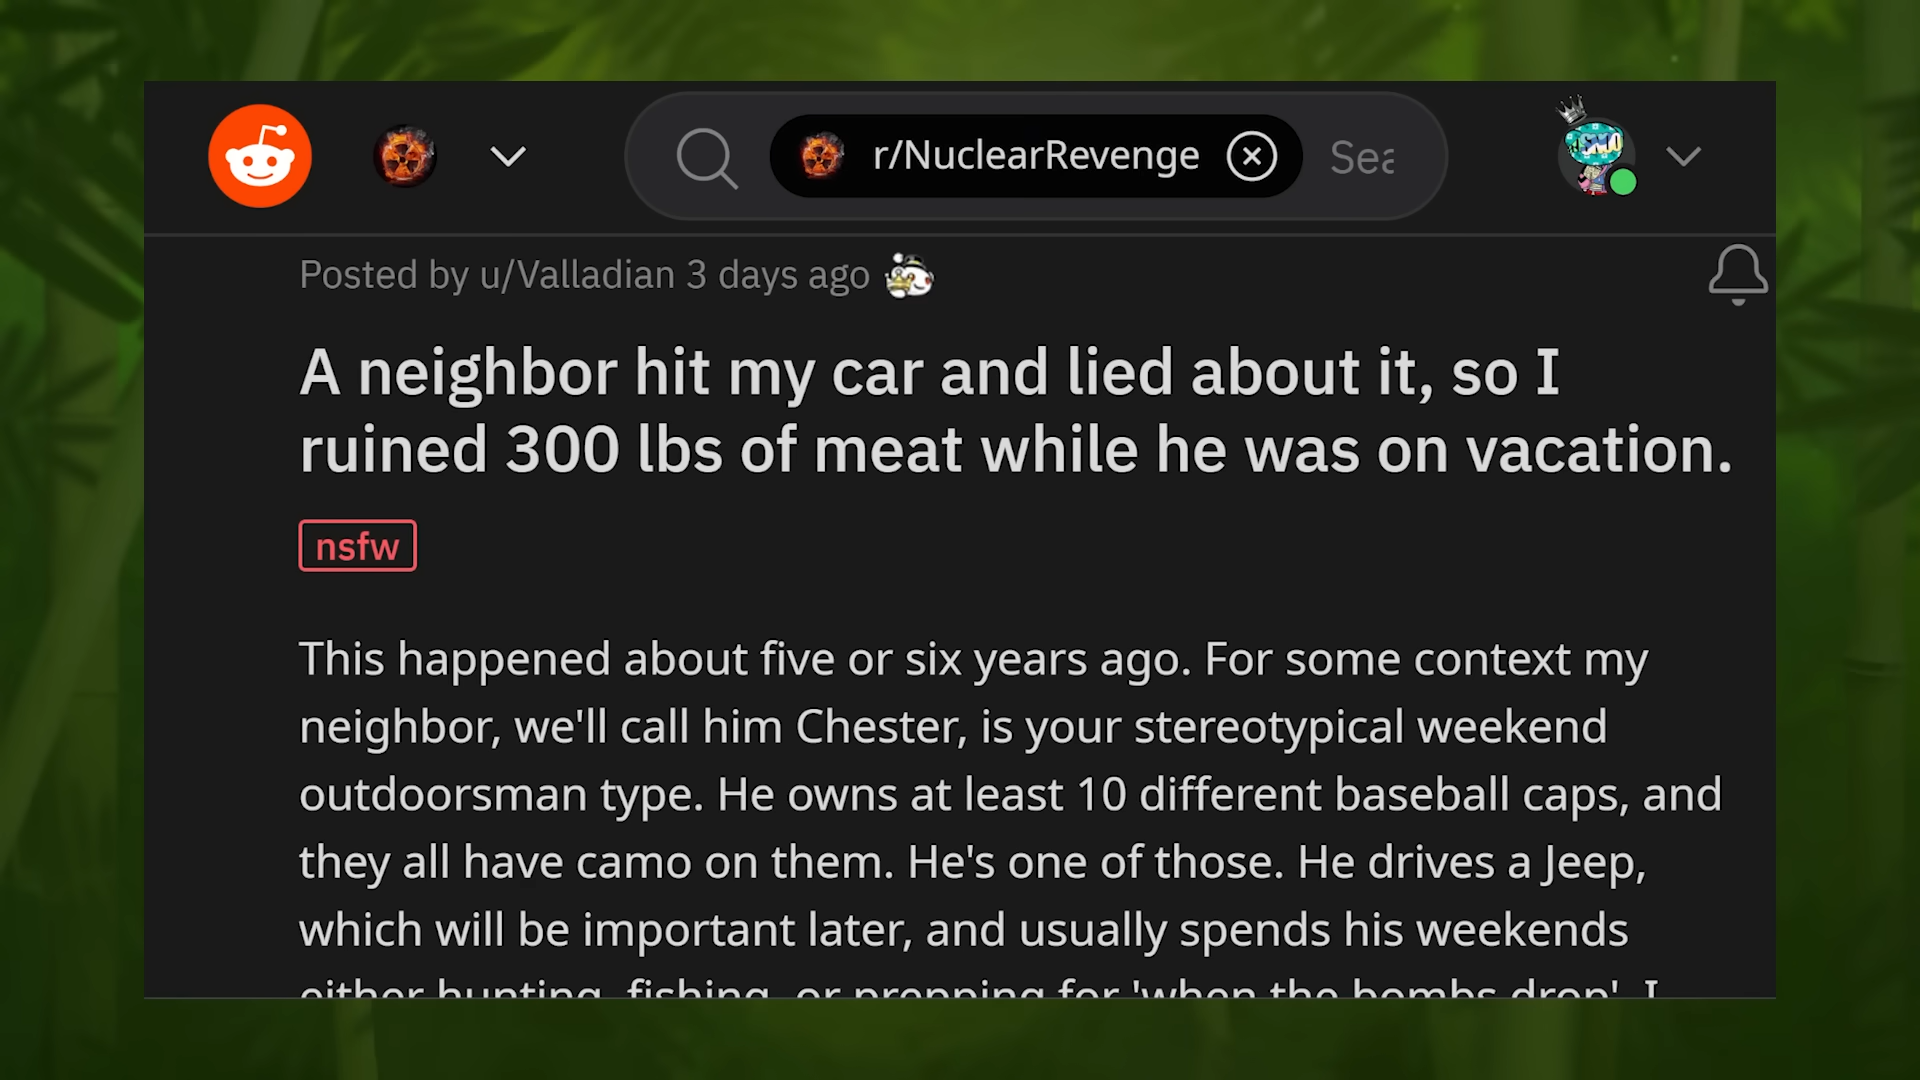 r/NuclearRevenge
Sea
Posted by u/Valladian 3 days ago
A neighbor hit my car and lied about it, so I
ruined 300 lbs of meat while he was on vacation.
nsfw
This happened about five or six years ago. For some context my
neighbor, we'll call him Chester, is your stereotypical weekend
outdoorsman type. He owns at least 10 different baseball caps, and
they all have camo on them. He's one of those. He drives a Jeep,
which will be important later, and usually spends his weekends
either hunting, fishing, or prepping for 'when the bombs drop'. I